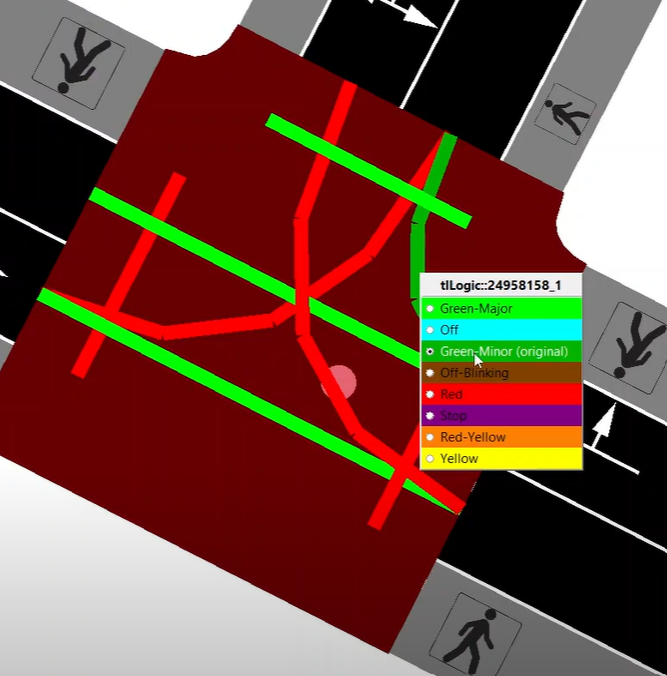 tlLogic::24958158_1
Green-Major
Off
Green-Minor (original)
Off-Blinking
Red
Stop
Red-Yellow
Yellow